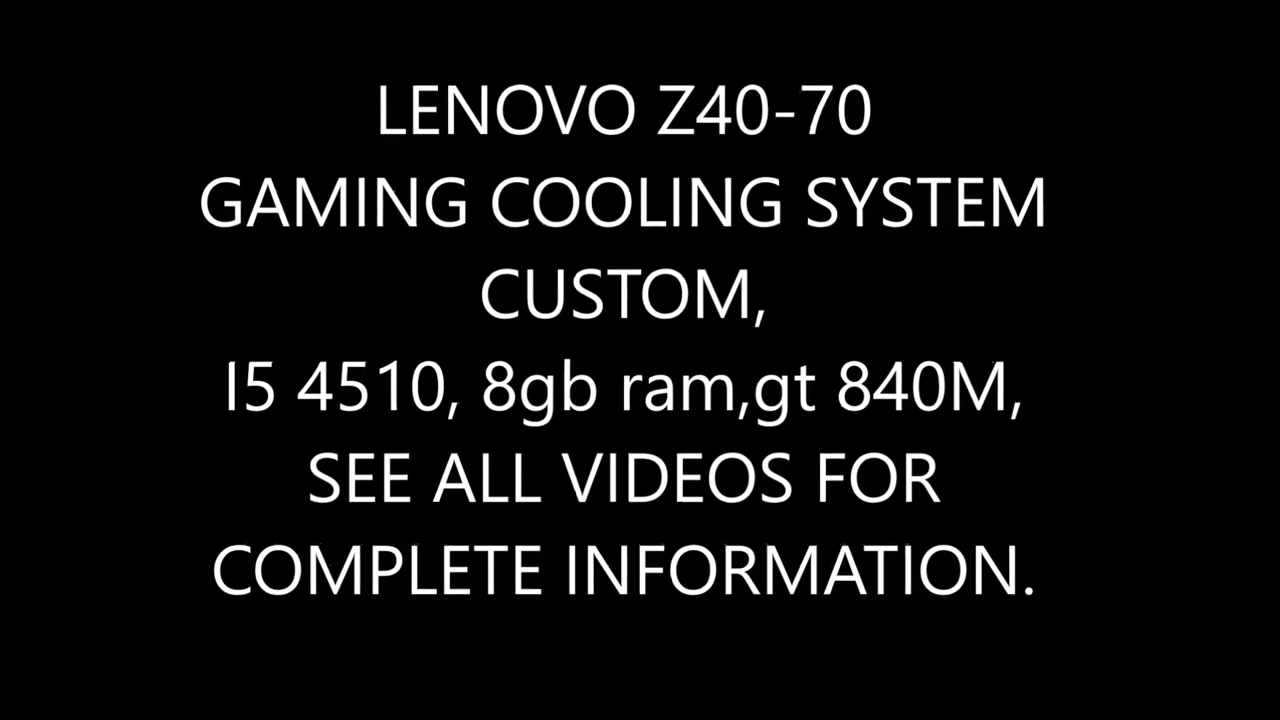 LENOVO Z40-70
GAMING COOLING SYSTEM
CUSTOM,
I5 4510, 8gb ram,gt 840M,
SEE ALL VIDEOS FOR
COMPLETE INFORMATION.